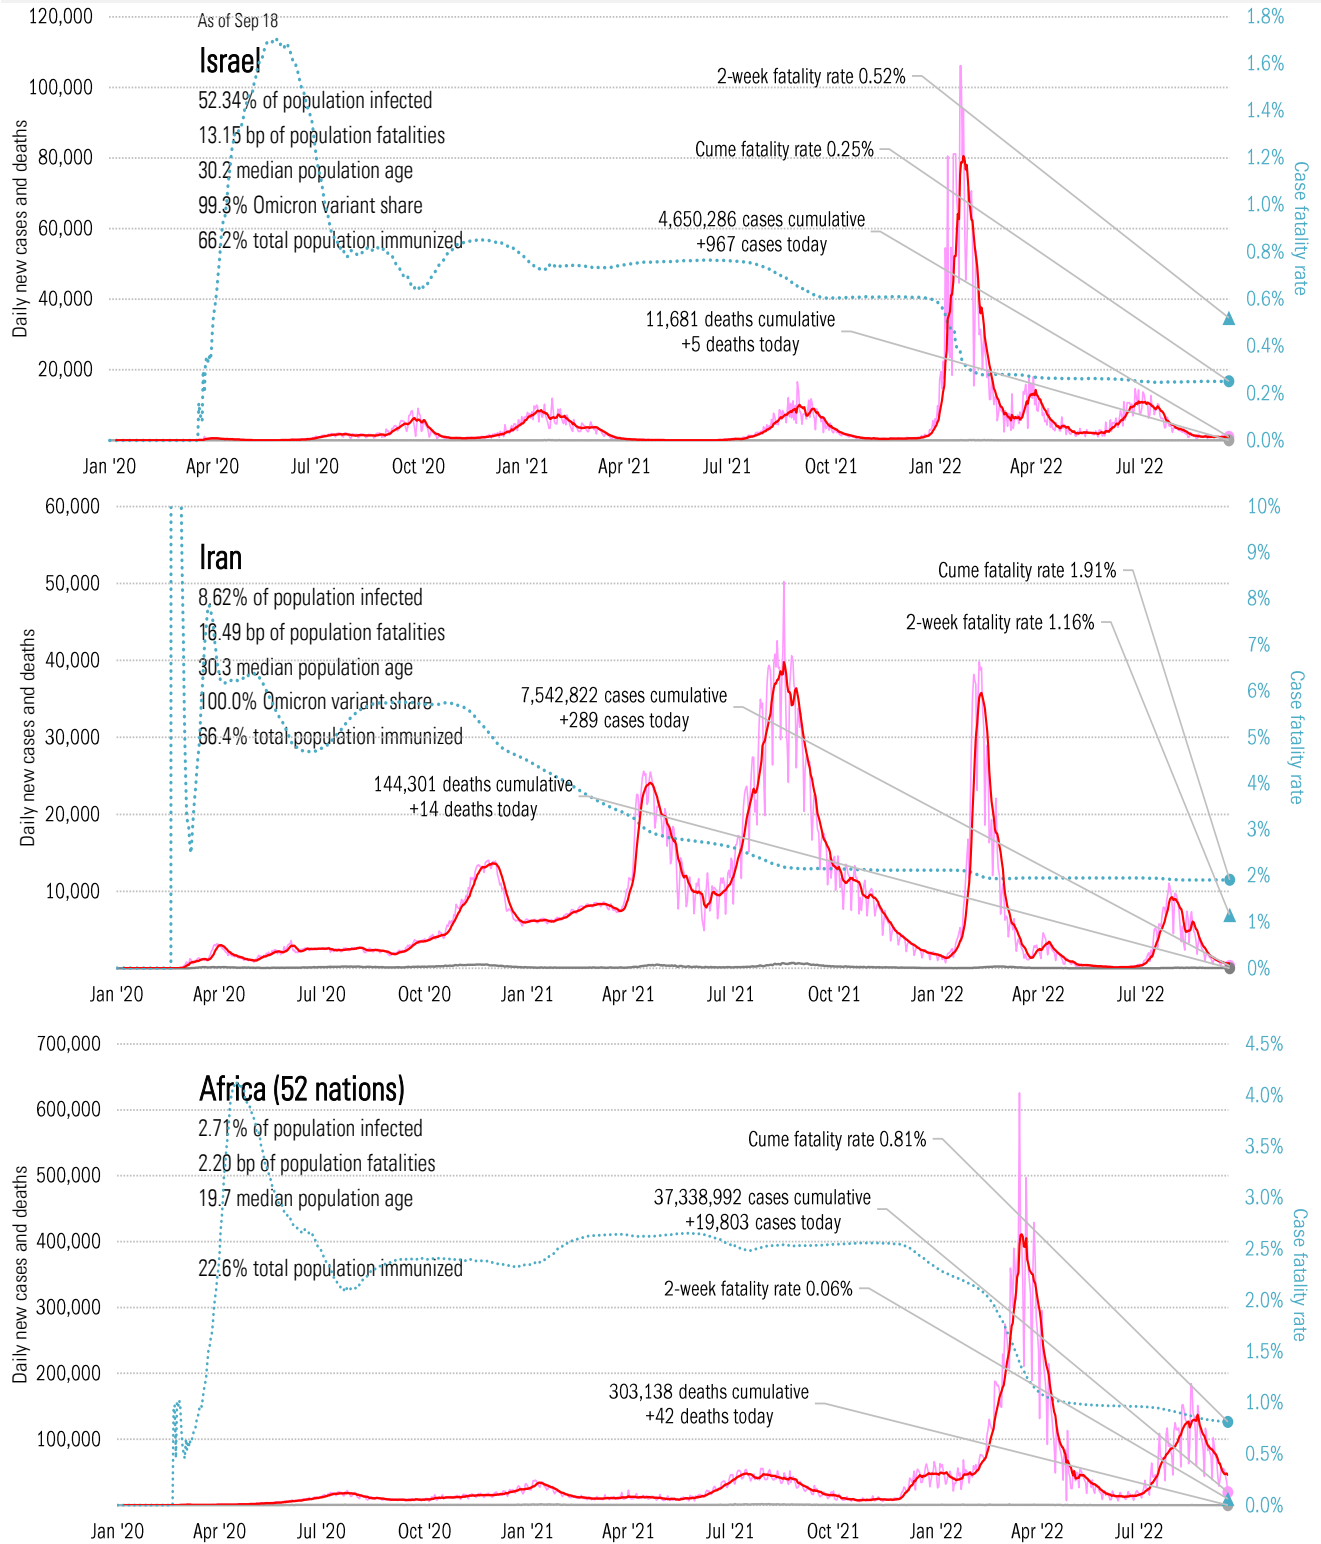 As of Sep 18
Israel
52.34% of population infected
13.15 bp of population fatalities
30.2 median population age
99.3% Omicron variant share
66.2% total population immunized
2-week fatality rate 0.52%
Cume fatality rate 0.25%
4,650,286 cases cumulative
+967 cases today
11,681 deaths cumulative
+5 deaths today
Daily new cases and deaths
120,000
100,000
80,000
60,000
40,000
20,000
Case fatality rate
1.8%
1.6%
1.4%
1.2%
1.0%
0.8%
0.6%
0.4%
0.2%
0.0%
Jan '20 Apr '20 Jul '20 Oct '20 Jan '21 Apr '21 Jul '21 Oct '21 Jan '22 Apr '22 Jul '22
Iran
8.62% of population infected
16.49 bp of population fatalities
30.3 median population age
100.0% Omicron variant share
66.4% total population immunized
Cume fatality rate 1.91%
2-week fatality rate 1.16%
7,542,822 cases cumulative
+289 cases today
144,301 deaths cumulative
+14 deaths today
Daily new cases and deaths
60,000
50,000
40,000
30,000
20,000
10,000
Case fatality rate
10%
9%
8%
7%
6%
5%
4%
3%
2%
1%
0%
Jan '20 Apr '20 Jul '20 Oct '20 Jan '21 Apr '21 Jul '21 Oct '21 Jan '22 Apr '22 Jul '22
Africa (52 nations)
2.71% of population infected
2.20 bp of population fatalities
19.7 median population age
22.6% total population immunized
Cume fatality rate 0.81%
37,338,992 cases cumulative
+19,803 cases today
2-week fatality rate 0.06%
303,138 deaths cumulative
+42 deaths today
Daily new cases and deaths
700,000
600,000
500,000
400,000
300,000
200,000
100,000
Case fatality rate
4.5%
4.0%
3.5%
3.0%
2.5%
2.0%
1.5%
1.0%
0.5%
0.0%
Jan '20 Apr '20 Jul '20 Oct '20 Jan '21 Apr '21 Jul '21 Oct '21 Jan '22 Apr '22 Jul '22